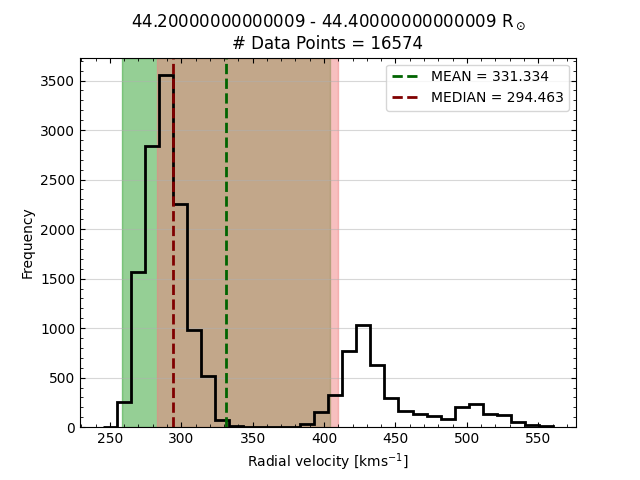 44.20000000000009 - 44.40000000000009 R⊙
# Data Points = 16574
MEAN = 331.334
MEDIAN = 294.463
Frequency
3500
3000
2500
2000
1500
1000
500
0
250 300 350 400 450 500 550
Radial velocity [kms⁻¹]